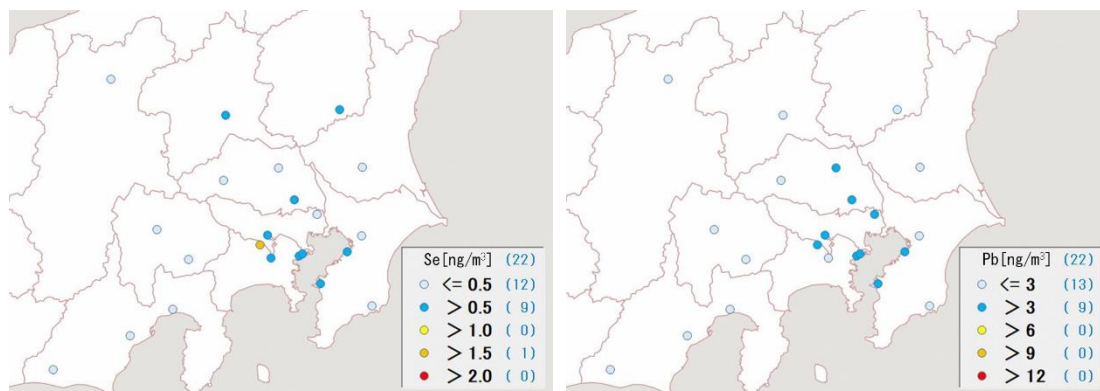 Se[ng/m³] (22)
<= 0.5 (12)
> 0.5 ( 9)
> 1.0 ( 0)
> 1.5 ( 1)
> 2.0 ( 0)
Pb[ng/m³] (22)
<= 3 (13)
> 3 ( 9)
> 6 ( 0)
> 9 ( 0)
> 12 ( 0)